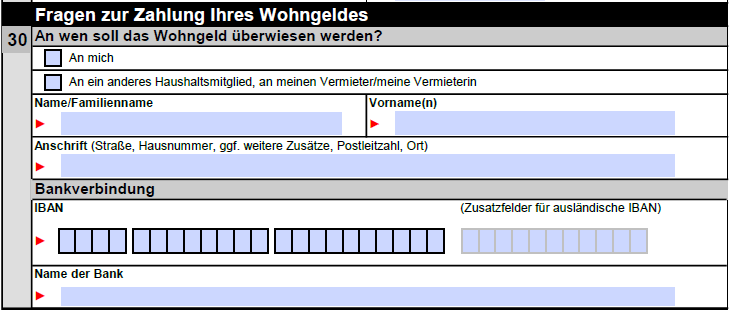 Fragen zur Zahlung Ihres Wohngeldes
30 An wen soll das Wohngeld überwiesen werden?
An mich
An ein anderes Haushaltsmitglied, an meinen Vermieter/meine Vermieterin
Name/Familienname Vorname(n)
Anschrift (Straße, Hausnummer, ggf. weitere Zusätze, Postleitzahl, Ort)
Bankverbindung
IBAN (Zusatzfelder für ausländische IBAN)
Name der Bank